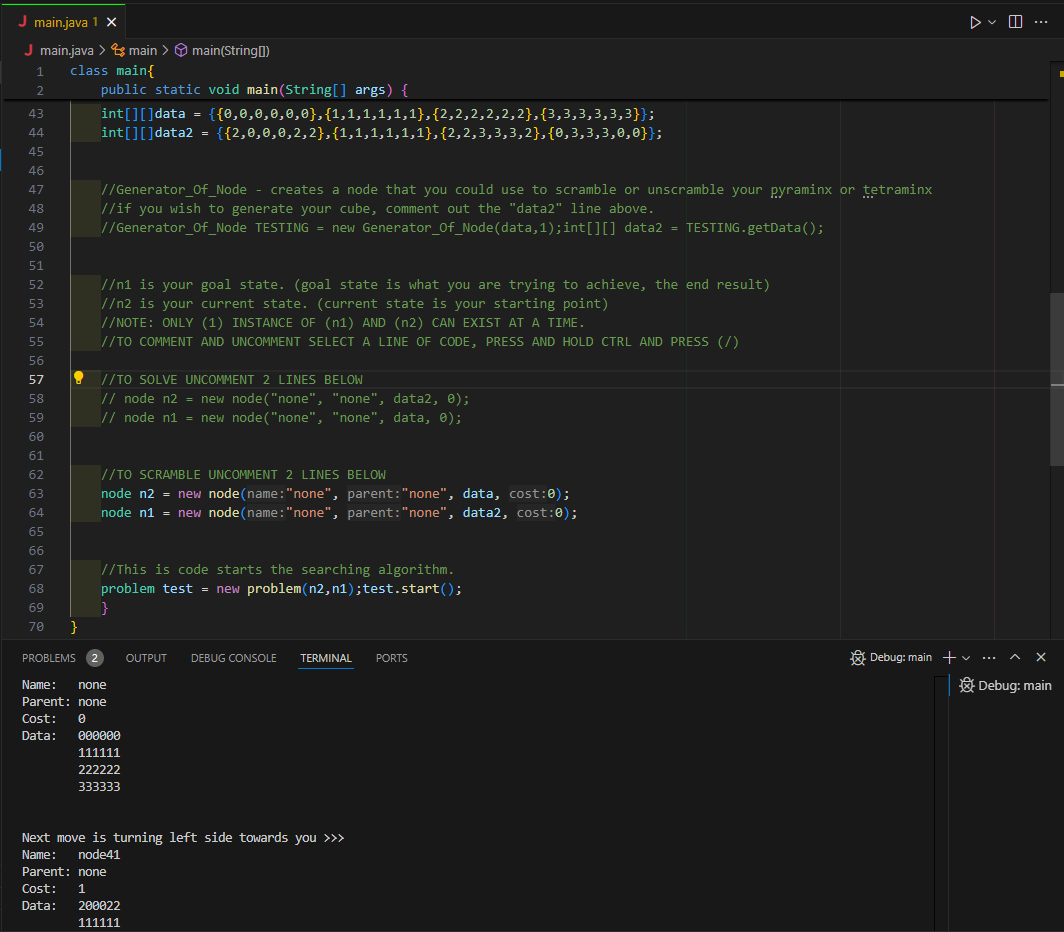 J main.java 1 ×
J main.java > main > main(String[])
1 class main{
2 public static void main(String[] args) {
43 int[][]data = {{0,0,0,0,0,0},{1,1,1,1,1,1},{2,2,2,2,2,2},{3,3,3,3,3,3}};
44 int[][]data2 = {{2,0,0,0,2,2},{1,1,1,1,1,1},{2,2,3,3,3,2},{0,3,3,3,0,0}};
45
46
47 //Generator_Of_Node - creates a node that you could use to scramble or unscramble your pyraminx or tetraminx
48 //if you wish to generate your cube, comment out the "data2" line above.
49 //Generator_Of_Node TESTING = new Generator_Of_Node(data,1);int[][] data2 = TESTING.getData();
50
51
52 //n1 is your goal state. (goal state is what you are trying to achieve, the end result)
53 //n2 is your current state. (current state is your starting point)
54 //NOTE: ONLY (1) INSTANCE OF (n1) AND (n2) CAN EXIST AT A TIME.
55 //TO COMMENT AND UNCOMMENT SELECT A LINE OF CODE, PRESS AND HOLD CTRL AND PRESS (/)
56
57 //TO SOLVE UNCOMMENT 2 LINES BELOW
58 // node n2 = new node("none", "none", data2, 0);
59 // node n1 = new node("none", "none", data, 0);
60
61
62 //TO SCRAMBLE UNCOMMENT 2 LINES BELOW
63 node n2 = new node(name:"none", parent:"none", data, cost:0);
64 node n1 = new node(name:"none", parent:"none", data2, cost:0);
65
66
67 //This is code starts the searching algorithm.
68 problem test = new problem(n2,n1);test.start();
69 }
70 }
PROBLEMS 2 OUTPUT DEBUG CONSOLE TERMINAL PORTS Debug: main
Debug: main
Name: none
Parent: none
Cost: 0
Data: 000000
111111
222222
333333
Next move is turning left side towards you >>>
Name: node41
Parent: none
Cost: 1
Data: 200022
111111